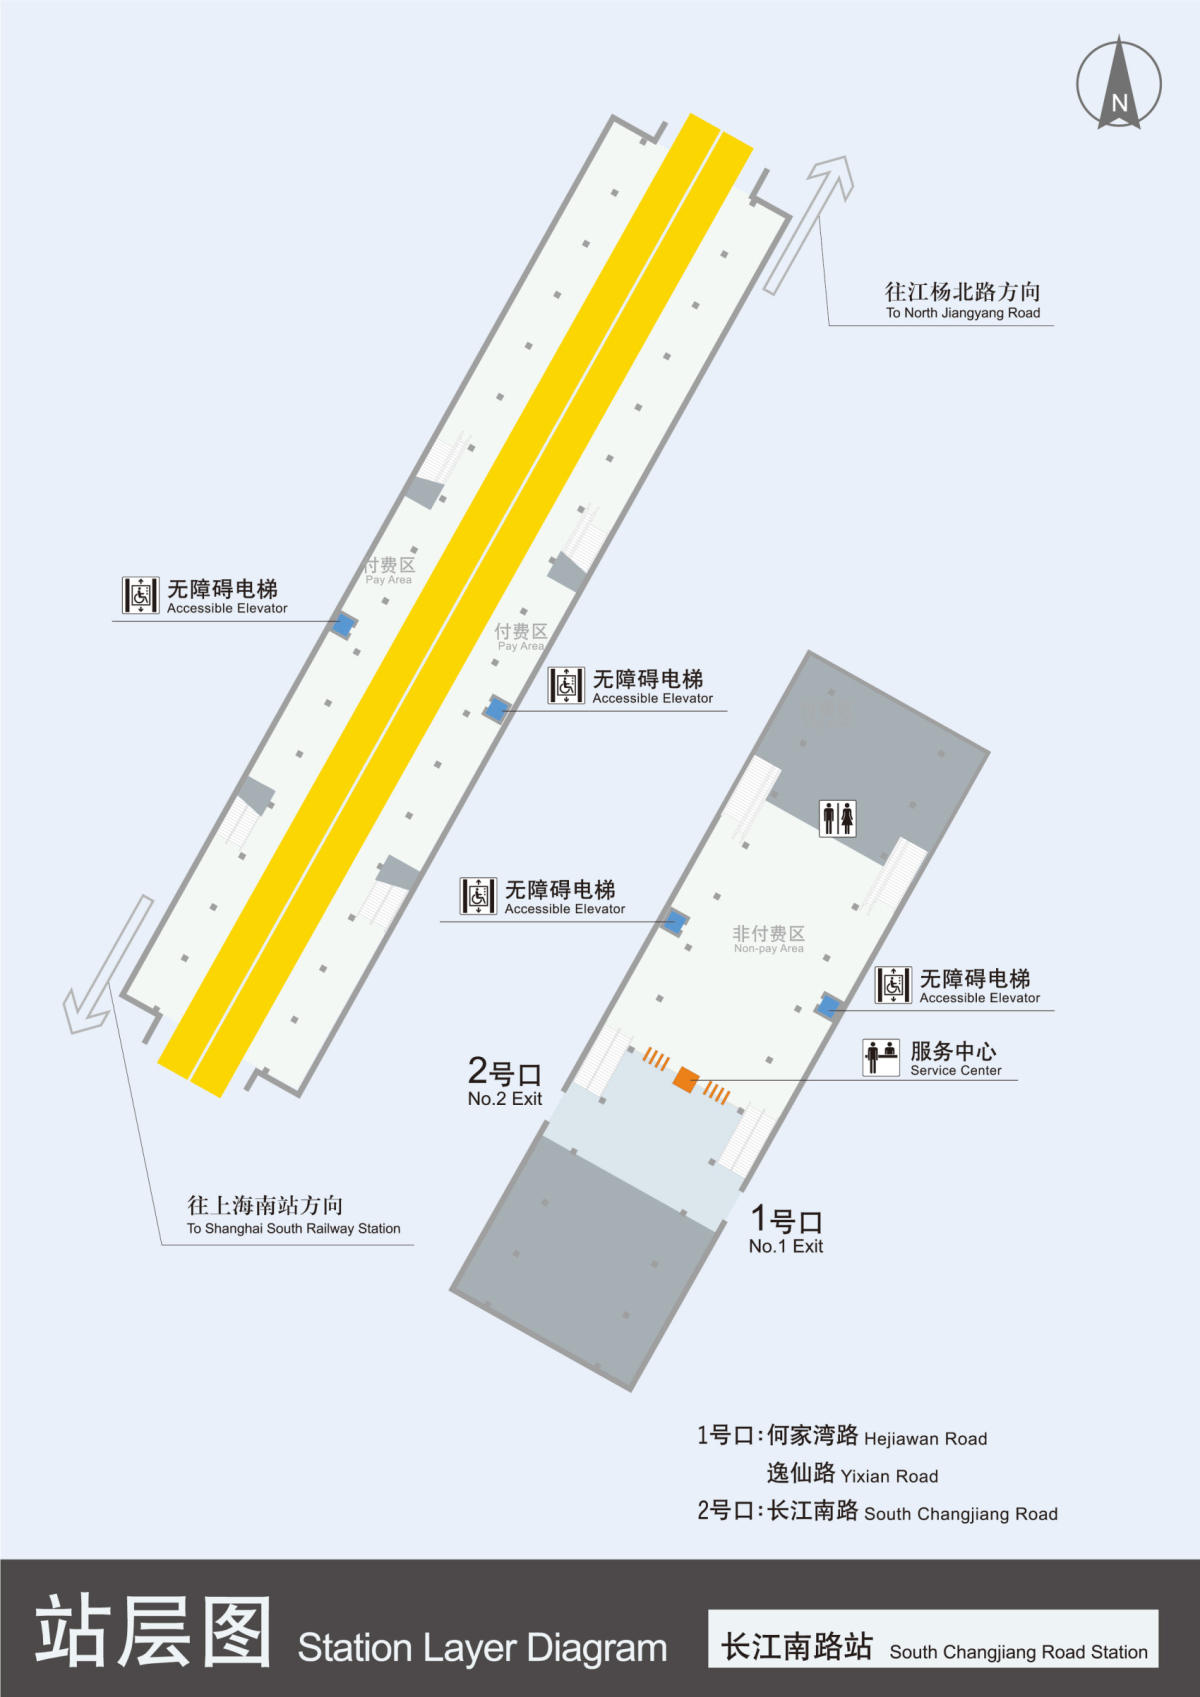 N
往江杨北路方向
To North Jiangyang Road
付费区
Pay Area
无障碍电梯
Accessible Elevator
付费区
Pay Area
无障碍电梯
Accessible Elevator
无障碍电梯
Accessible Elevator
非付费区
Non-pay Area
无障碍电梯
Accessible Elevator
服务中心
Service Center
2号口
No.2 Exit
往上海南站方向
To Shanghai South Railway Station
1号口
No.1 Exit
1号口：何家湾路 Hejiawan Road
逸仙路 Yixian Road
2号口：长江南路 South Changjiang Road
站层图 Station Layer Diagram
长江南路站 South Changjiang Road Station